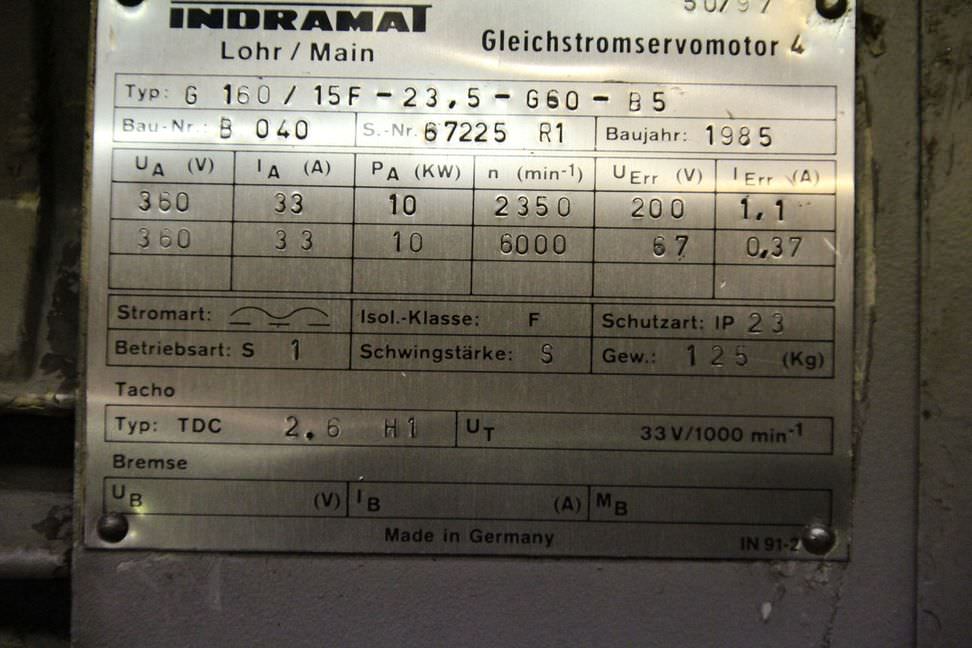 INDRAMAT
Lohr / Main
Gleichstromservomotor 4
Typ: G 160 / 15F - 23,5 - G60 - B5
Bau-Nr.: B 040 S.-Nr. 67225 R1 Baujahr: 1985
UA (V) IA (A) PA (KW) n (min-1) UErr (V) IErr (A)
360 33 10 2350 200 1,1
360 33 10 6000 67 0,37
Stromart: Isol.-Klasse: F Schutzart: IP 23
Betriebsart: S 1 Schwingstärke: S Gew.: 125 (Kg)
Tacho
Typ: TDC 2.6 H1 UT 33 V/1000 min-1
Bremse
UB (V) IB (A) MB
Made in Germany